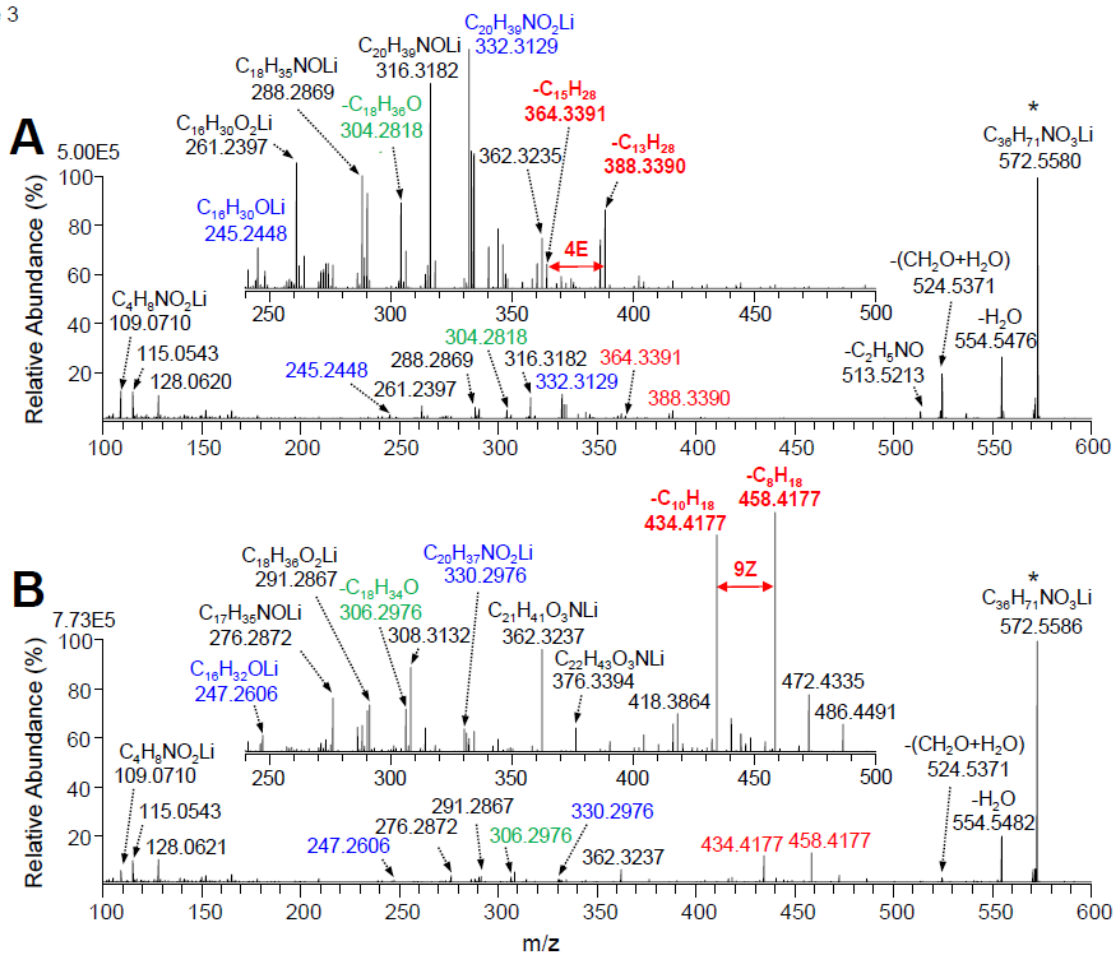 3
A
5.00E5
Relative Abundance (%)
C₁₆H₃₀OLi
245.2448
C₁₆H₃₀O₂Li
261.2397
C₁₈H₃₅NOLi
288.2869
-C₁₈H₃₆O
304.2818
C₂₀H₃₉NOLi
316.3182
C₂₀H₃₉NO₂Li
332.3129
362.3235
-C₁₅H₂₈
364.3391
-C₁₃H₂₈
388.3390
4E
*
C₃₆H₇₁NO₃Li
572.5580
-(CH₂O+H₂O)
524.5371
-H₂O
554.5476
-C₂H₅NO
513.5213
250 300 350 400 450 500
C₄H₈NO₂Li
109.0710
115.0543
128.0620
245.2448
261.2397
288.2869
304.2818
316.3182
332.3129
364.3391
388.3390
100
80
60
40
20
100 150 200 250 300 350 400 450 500 550 600
B
7.73E5
Relative Abundance (%)
C₁₆H₃₂OLi
247.2606
C₁₇H₃₅NOLi
276.2872
C₁₈H₃₆O₂Li
291.2867
-C₁₈H₃₄O
306.2976
308.3132
C₂₀H₃₇NO₂Li
330.2976
C₂₁H₄₁O₃NLi
362.3237
C₂₂H₄₃O₃NLi
376.3394
418.3864
-C₁₀H₁₈
434.4177
-C₈H₁₈
458.4177
9Z
472.4335
486.4491
*
C₃₆H₇₁NO₃Li
572.5586
-(CH₂O+H₂O)
524.5371
-H₂O
554.5482
250 300 350 400 450 500
C₄H₈NO₂Li
109.0710
115.0543
128.0621
247.2606
276.2872
291.2867
306.2976
330.2976
362.3237
434.4177
458.4177
100
80
60
40
20
100 150 200 250 300 350 400 450 500 550 600
m/z